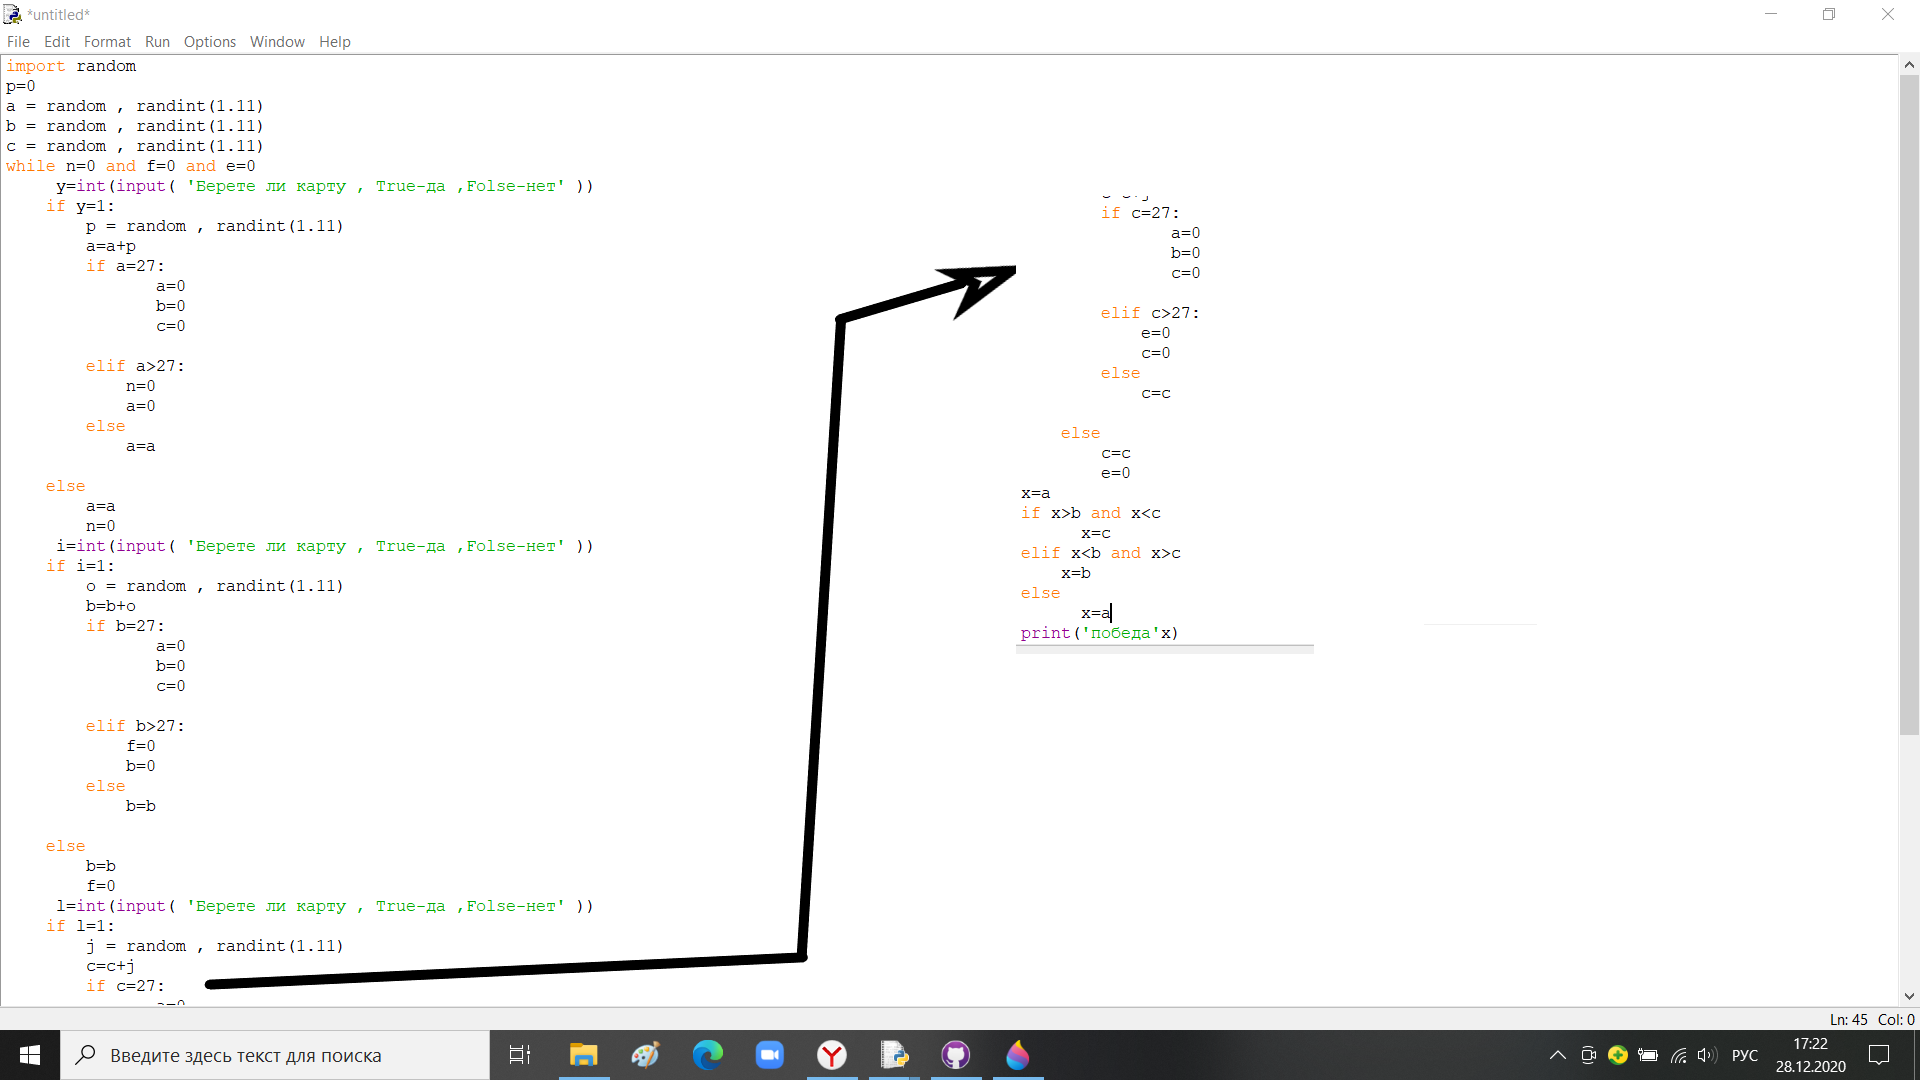 *untitled*
File Edit Format Run Options Window Help
import random
p=0
a = random , randint(1.11)
b = random , randint(1.11)
c = random , randint(1.11)
while n=0 and f=0 and e=0
y=int(input( 'Берете ли карту , True-да ,Folse-нет' ))
if y=1:
p = random , randint(1.11)
a=a+p
if a=27:
a=0
b=0
c=0
elif a>27:
n=0
a=0
else
a=a
else
a=a
n=0
i=int(input( 'Берете ли карту , True-да ,Folse-нет' ))
if i=1:
o = random , randint(1.11)
b=b+o
if b=27:
a=0
b=0
c=0
elif b>27:
f=0
b=0
else
b=b
else
b=b
f=0
l=int(input( 'Берете ли карту , True-да ,Folse-нет' ))
if l=1:
j = random , randint(1.11)
c=c+j
if c=27:
if c=27:
a=0
b=0
c=0
elif c>27:
e=0
c=0
else
c=c
else
c=c
e=0
x=a
if x>b and x<c
x=c
elif x<b and x>c
x=b
else
x=a
print('победа'x)
Ln: 45 Col: 0
Введите здесь текст для поиска
РУС
17:22
28.12.2020